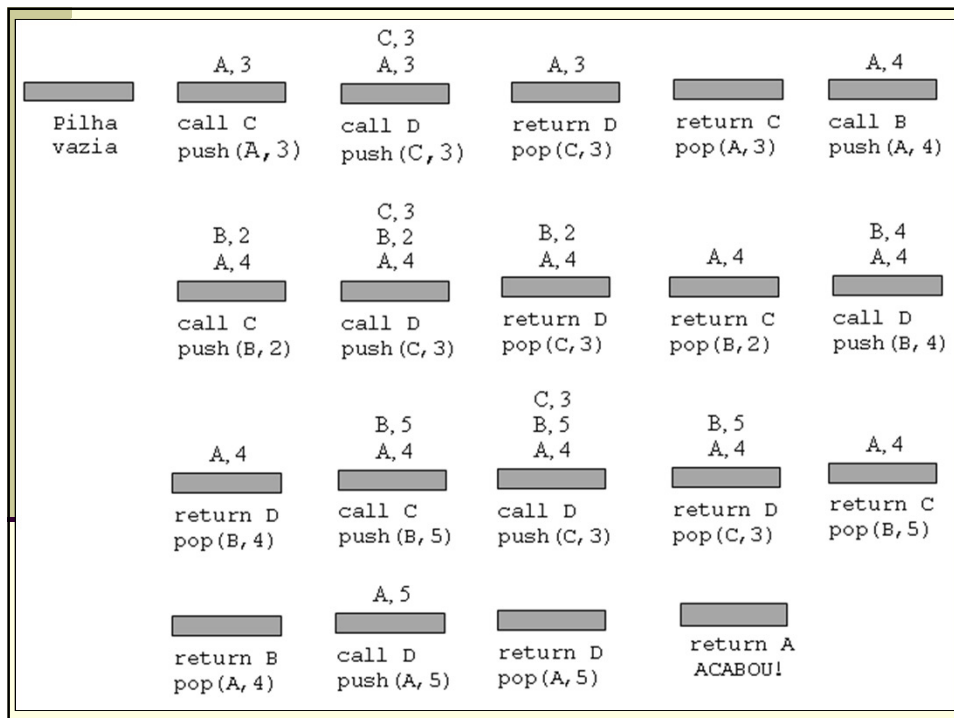 Pilha
vazia
A, 3
call C
push(A, 3)
C, 3
A, 3
call D
push(C, 3)
A, 3
return D
pop(C, 3)
return C
pop(A, 3)
A, 4
call B
push(A, 4)
B, 2
A, 4
call C
push(B, 2)
C, 3
B, 2
A, 4
call D
push(C, 3)
B, 2
A, 4
return D
pop(C, 3)
A, 4
return C
pop(B, 2)
B, 4
A, 4
call D
push(B, 4)
A, 4
return D
pop(B, 4)
B, 5
A, 4
call C
push(B, 5)
C, 3
B, 5
A, 4
call D
push(C, 3)
B, 5
A, 4
return D
pop(C, 3)
A, 4
return C
pop(B, 5)
return B
pop(A, 4)
A, 5
call D
push(A, 5)
return D
pop(A, 5)
return A
ACABOU!